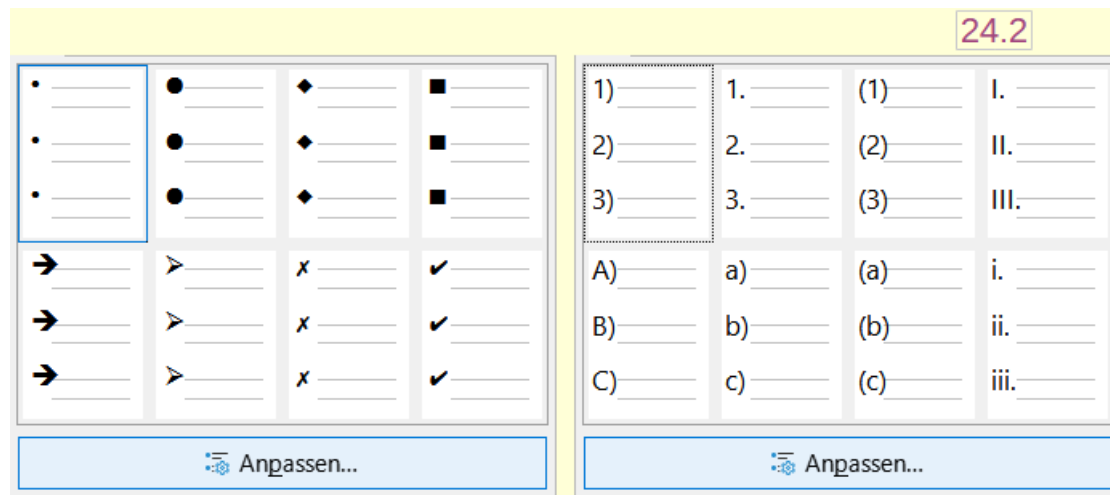 24.2
• • •
● ● ●
◆ ◆ ◆
■ ■ ■
➔ ➔ ➔
➢ ➢ ➢
✗ ✗ ✗
✔ ✔ ✔
Anpassen...
1) 1. (1) I.
2) 2. (2) II.
3) 3. (3) III.
A) a) (a) i.
B) b) (b) ii.
C) c) (c) iii.
Anpassen...